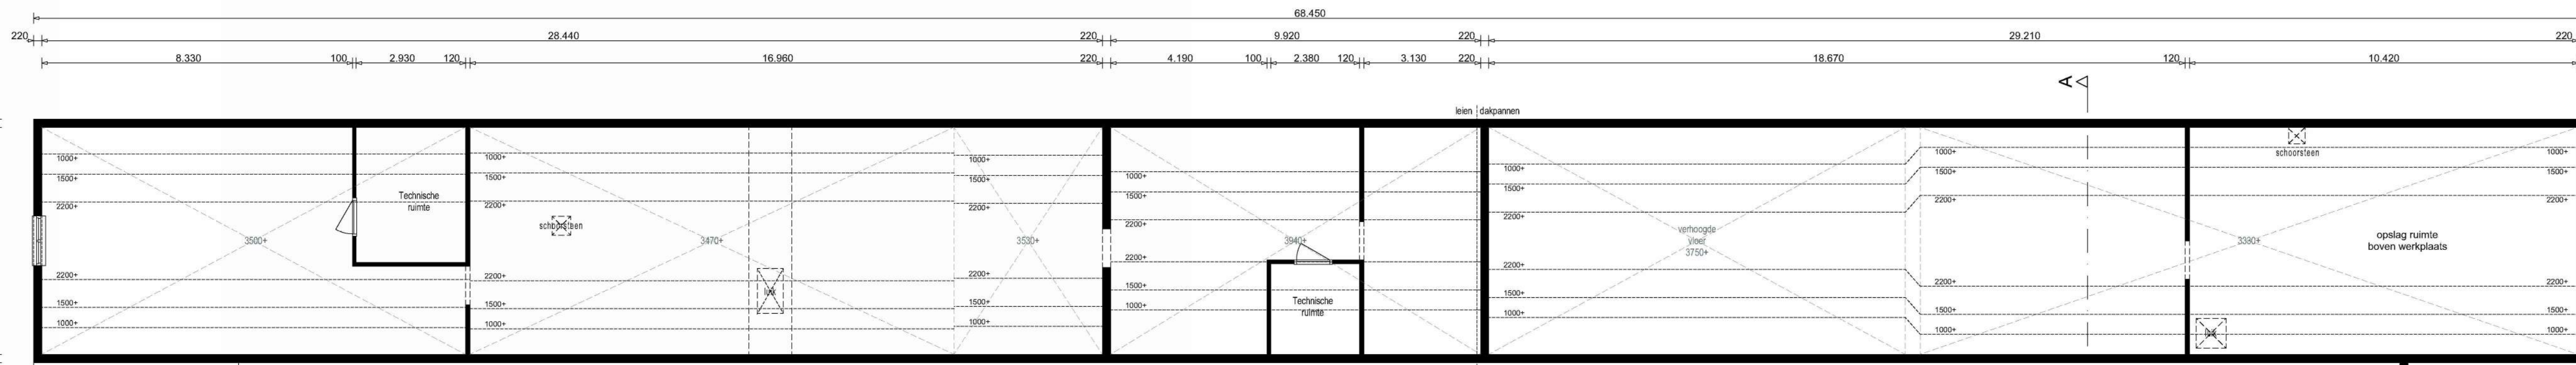 68.450
220 28.440 220 9.920 220 29.210 220
8.330 100 2.930 120 16.960 220 4.190 100 2.380 120 3.130 220 18.670 120 10.420
A
leien dakpannen
1000+ 1000+ 1000+ 1000+ 1000+ 1000+ 1000+
schoorsteen
1500+ 1500+ 1500+ 1500+ 1500+ 1500+ 1500+
Technische
ruimte
2200+ 2200+ 2200+ 2200+ 2200+ 2200+ 2200+
schoorsteen
verhoogde
vloer
3750+
3500+ 3470+ 3530+ 3940+ 3330+
opslag ruimte
boven werkplaats
2200+ 2200+ 2200+ 2200+ 2200+ 2200+ 2200+
luik
1500+ 1500+ 1500+ 1500+ 1500+ 1500+ 1500+
Technische
ruimte
1000+ 1000+ 1000+ 1000+ 1000+ 1000+ 1000+